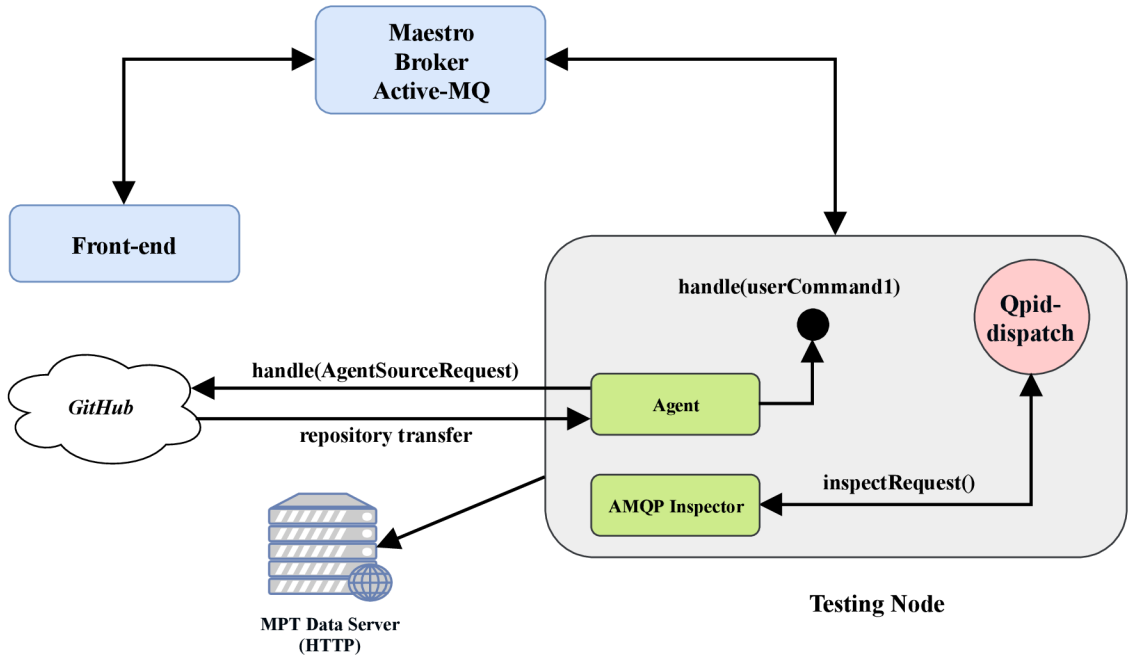 Maestro
Broker
Active-MQ
Front-end
handle(userCommand1)
Qpid-
dispatch
handle(AgentSourceRequest)
GitHub
Agent
repository transfer
inspectRequest()
AMQP Inspector
Testing Node
MPT Data Server
(HTTP)